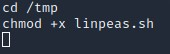 cd /tmp
chmod +x linpeas.sh